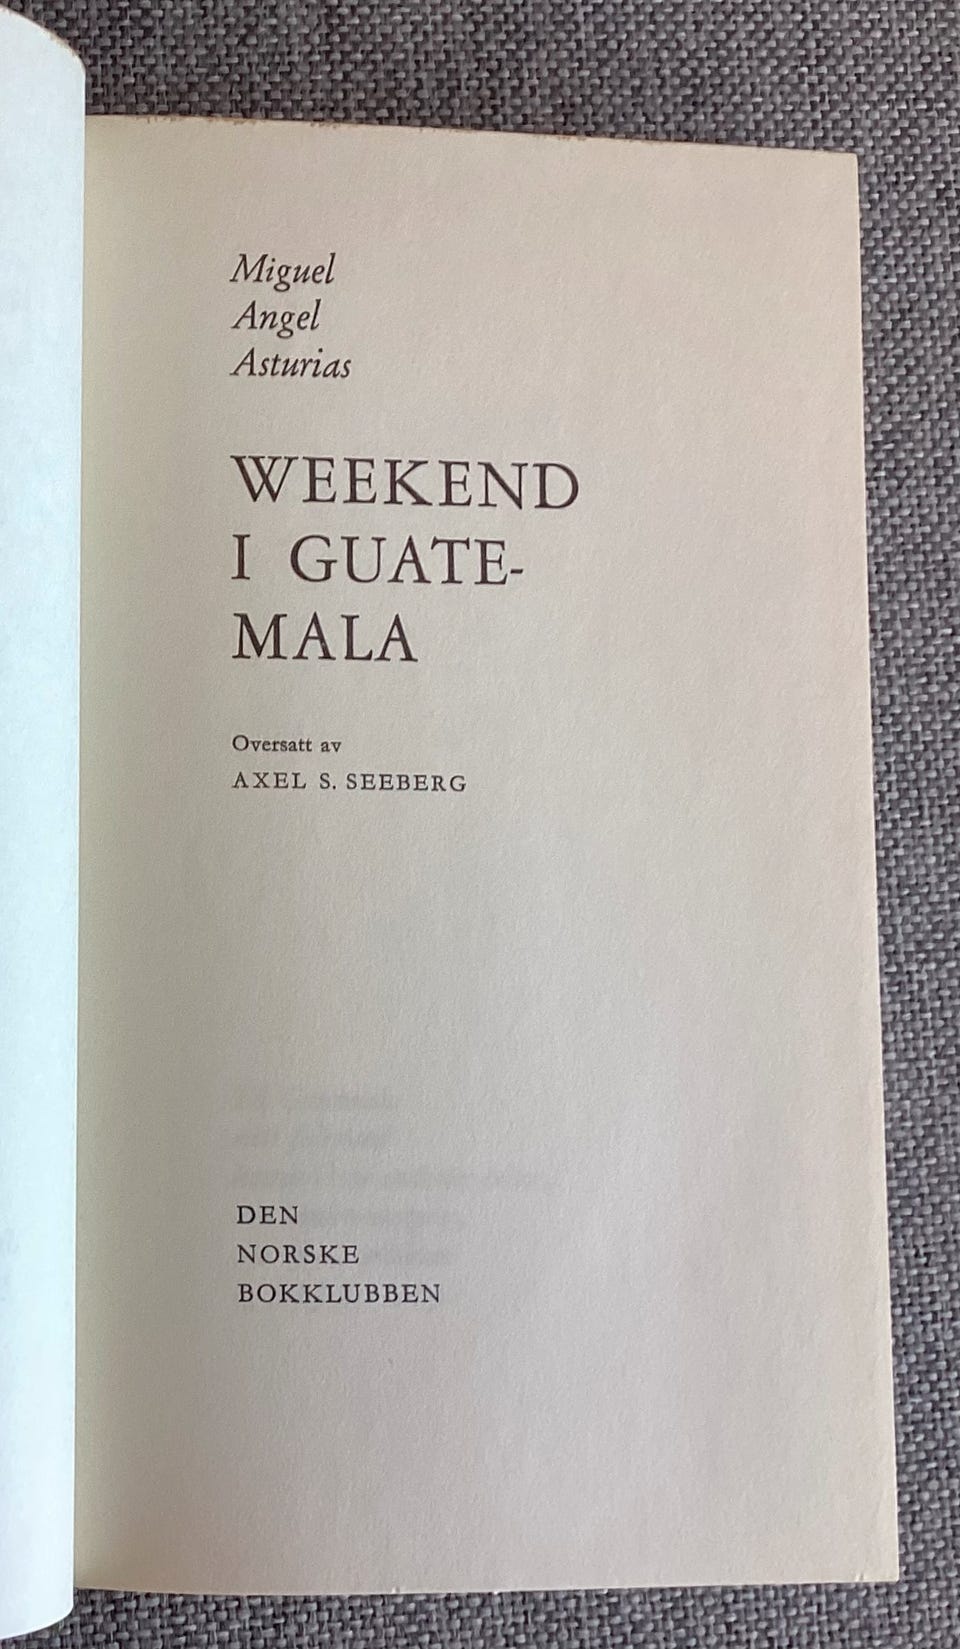 Miguel
Angel
Asturias
WEEKEND
I GUATE-
MALA
Oversatt av
AXEL S. SEEBERG
DEN
NORSKE
BOKKLUBBEN